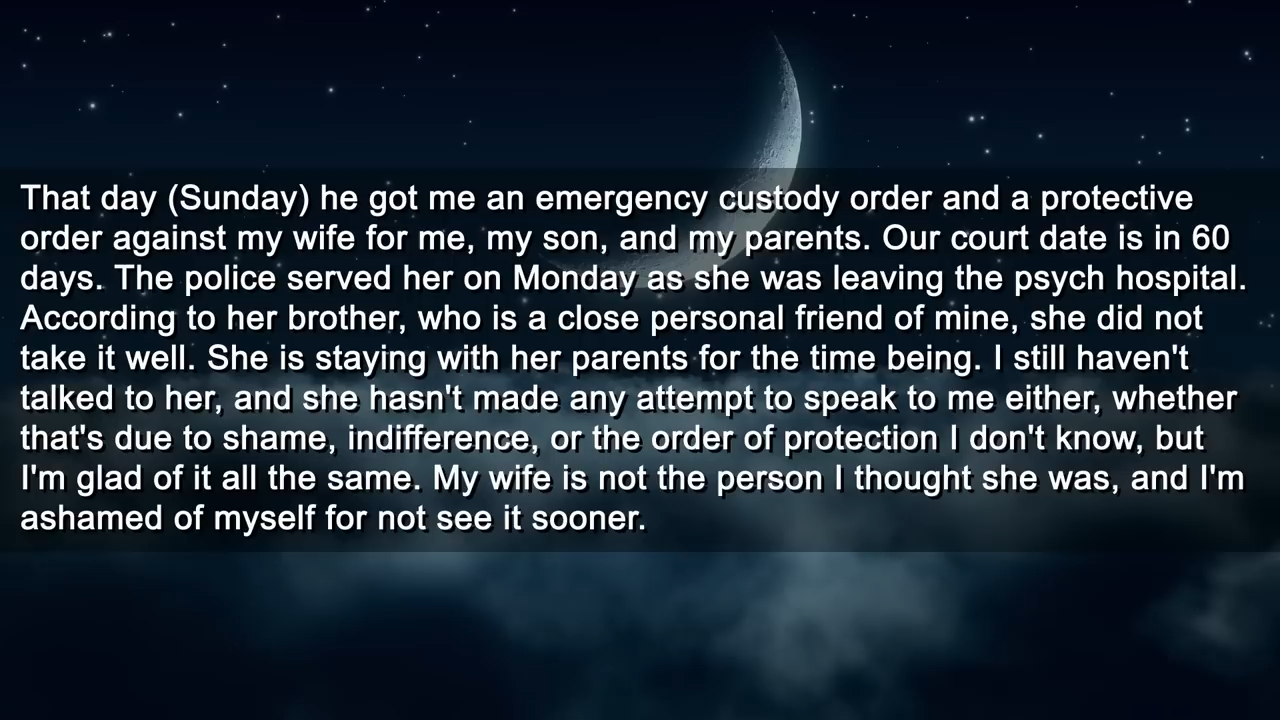 That day (Sunday) he got me an emergency custody order and a protective
order against my wife for me, my son, and my parents. Our court date is in 60
days. The police served her on Monday as she was leaving the psych hospital.
According to her brother, who is a close personal friend of mine, she did not
take it well. She is staying with her parents for the time being. I still haven't
talked to her, and she hasn't made any attempt to speak to me either, whether
that's due to shame, indifference, or the order of protection I don't know, but
I'm glad of it all the same. My wife is not the person I thought she was, and I'm
ashamed of myself for not see it sooner.